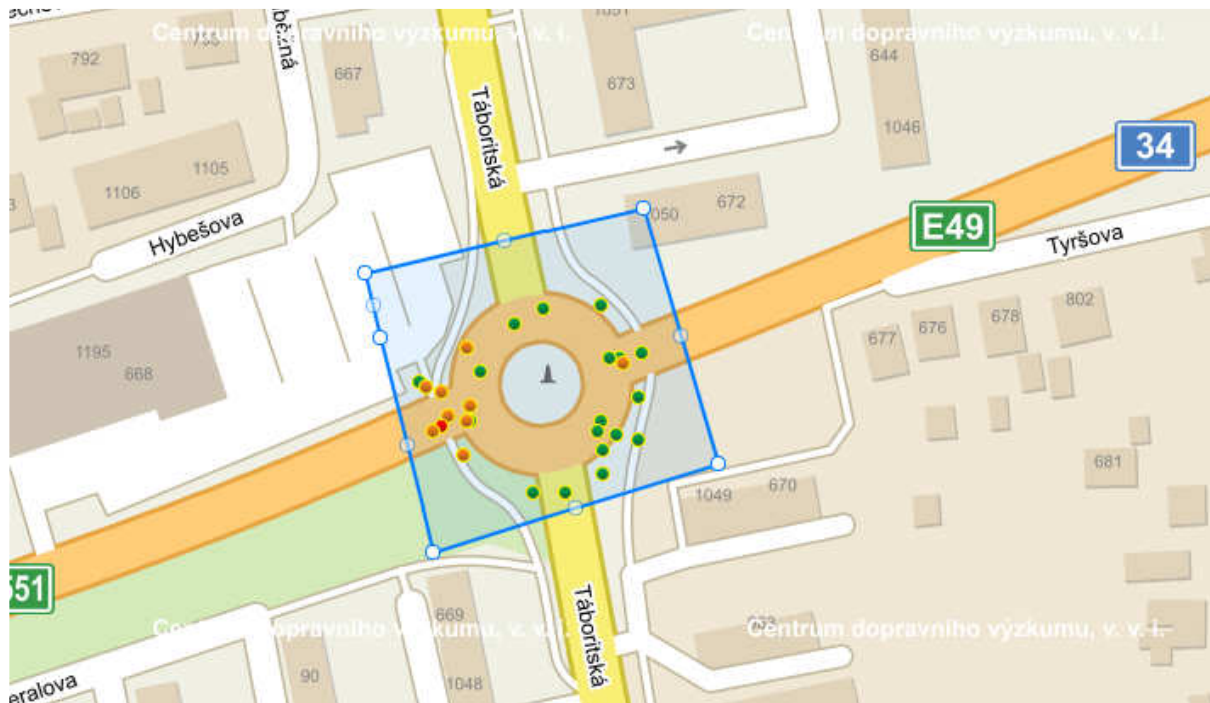 Centrum dopravního výzkumu, v. v. i.
Centrum dopravního výzkumu, v. v. i.
792
667
673
644
1046
34
Táboritská
1105
1106
672
Hybešova
E49
Tyršova
802
678
676
677
1195
668
681
670
1049
669
Táboritská
Centrum dopravního výzkumu, v. v. i.
Centrum dopravního výzkumu, v. v. i.
90
1048